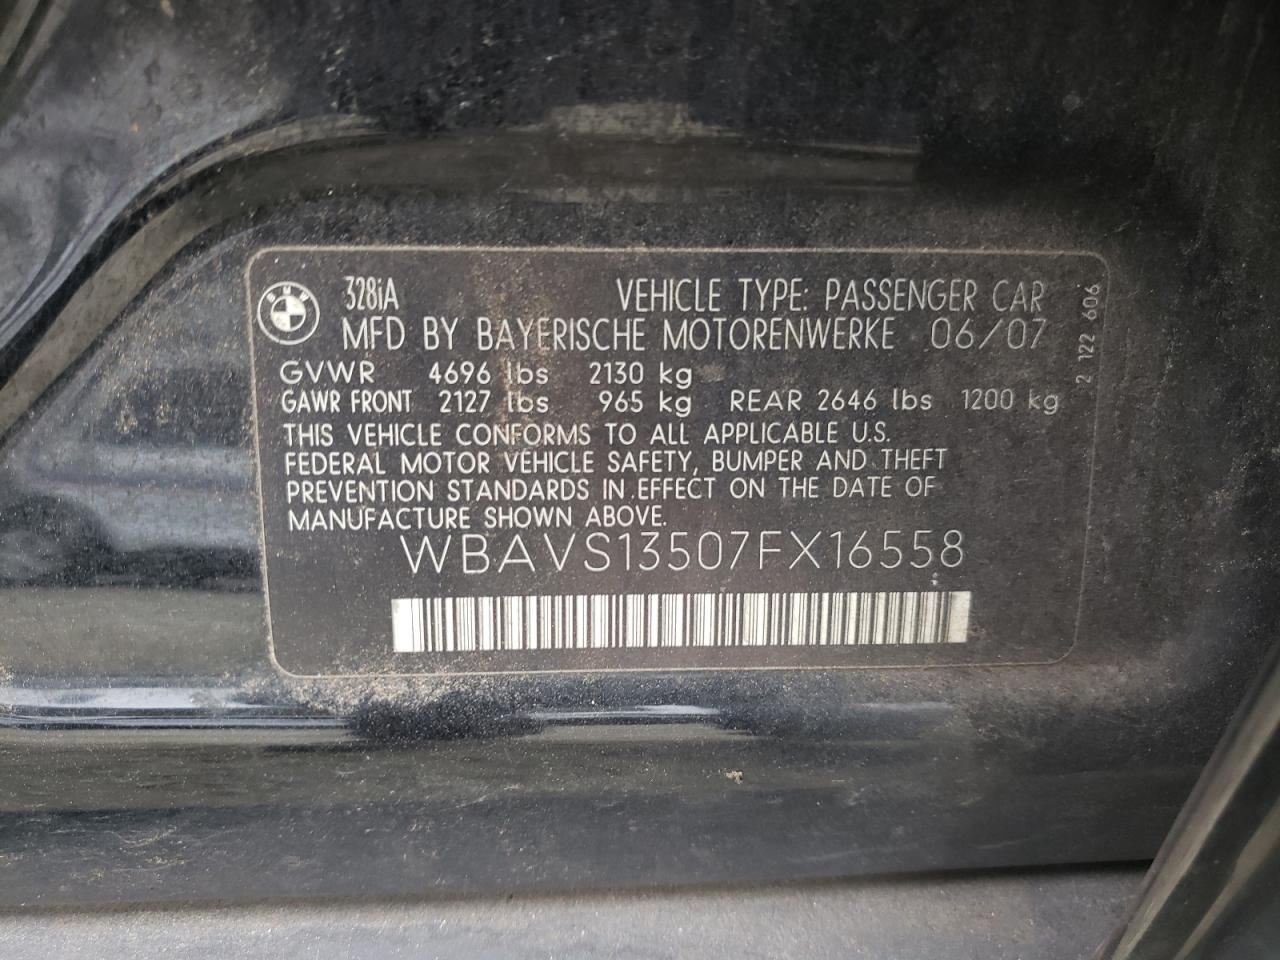 BMW
328iA VEHICLE TYPE: PASSENGER CAR
MFD BY BAYERISCHE MOTORENWERKE 06/07
GVWR 4696 lbs 2130 kg
GAWR FRONT 2127 lbs 965 kg REAR 2646 lbs 1200 kg
THIS VEHICLE CONFORMS TO ALL APPLICABLE U.S.
FEDERAL MOTOR VEHICLE SAFETY, BUMPER AND THEFT
PREVENTION STANDARDS IN EFFECT ON THE DATE OF
MANUFACTURE SHOWN ABOVE.
WBAVS13507FX16558
2 122 606